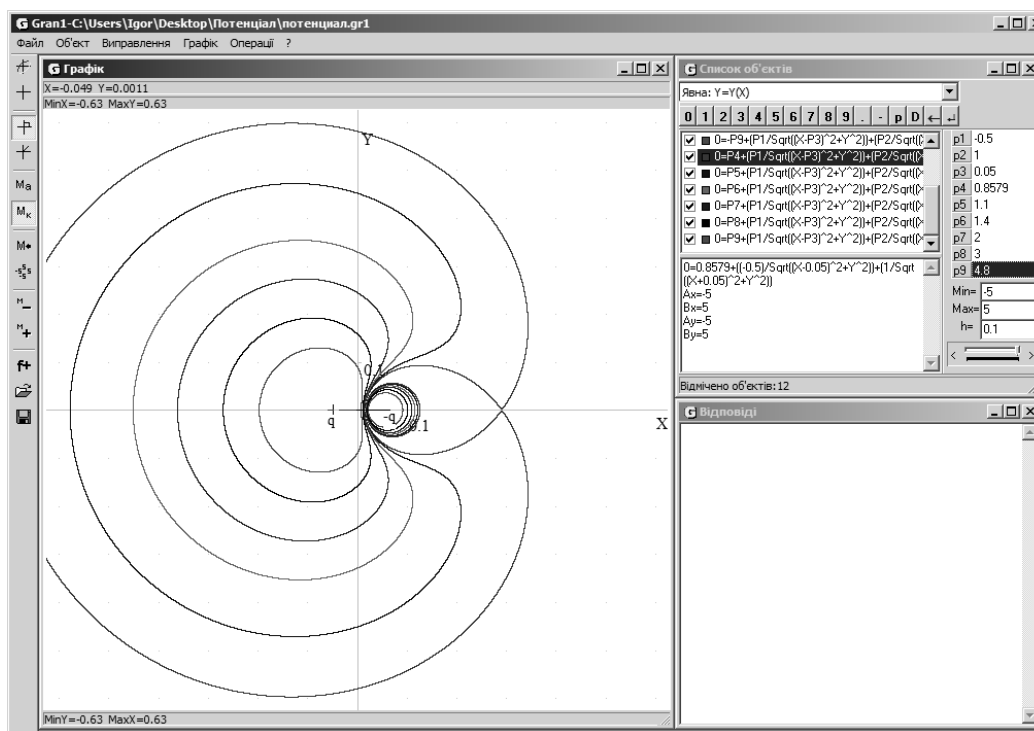 Gran1-C:\Users\Igor\Desktop\Потенціал\потенциал.gr1
Файл Об'єкт Виправлення Графік Операції ?
Графік
X=-0.049 Y=0.0011
MinX=-0.63 MaxY=0.63
Y
0.1
q
-q
0.1
X
MinY=-0.63 MaxX=0.63
Ma
Mк
M
M
M
f+
Список об'єктів
Явна: Y=Y(X)
0 1 2 3 4 5 6 7 8 9 . - p D ← ↵
0=-P9+(P1/Sqrt((X-P3)^2+Y^2))+(P2/Sqrt((
0=P4+(P1/Sqrt((X-P3)^2+Y^2))+(P2/Sqrt((X
0=P5+(P1/Sqrt((X-P3)^2+Y^2))+(P2/Sqrt((X
0=P6+(P1/Sqrt((X-P3)^2+Y^2))+(P2/Sqrt((X
0=P7+(P1/Sqrt((X-P3)^2+Y^2))+(P2/Sqrt((X
0=P8+(P1/Sqrt((X-P3)^2+Y^2))+(P2/Sqrt((X
0=P9+(P1/Sqrt((X-P3)^2+Y^2))+(P2/Sqrt((X
p1 -0.5
p2 1
p3 0.05
p4 0.8579
p5 1.1
p6 1.4
p7 2
p8 3
p9 4.8
Min= -5
Max= 5
h= 0.1
0=0.8579+((-0.5)/Sqrt((X-0.05)^2+Y^2))+(1/Sqrt
((X+0.05)^2+Y^2))
Ax=-5
Bx=5
Ay=-5
By=5
Відмічено об'єктів:12
Відповіді